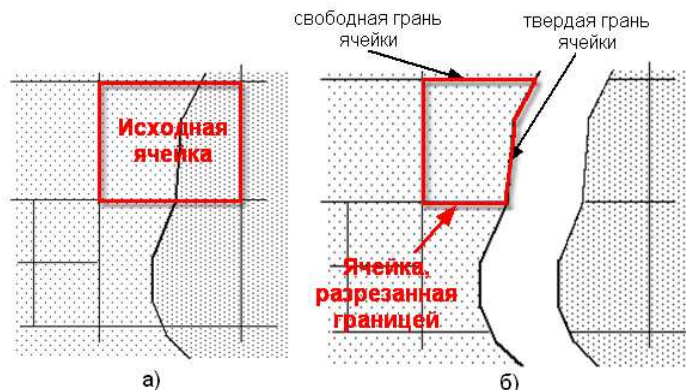 свободная грань
ячейки
твердая грань
ячейки
Исходная
ячейка
Ячейка,
разрезанная
границей
а)
б)